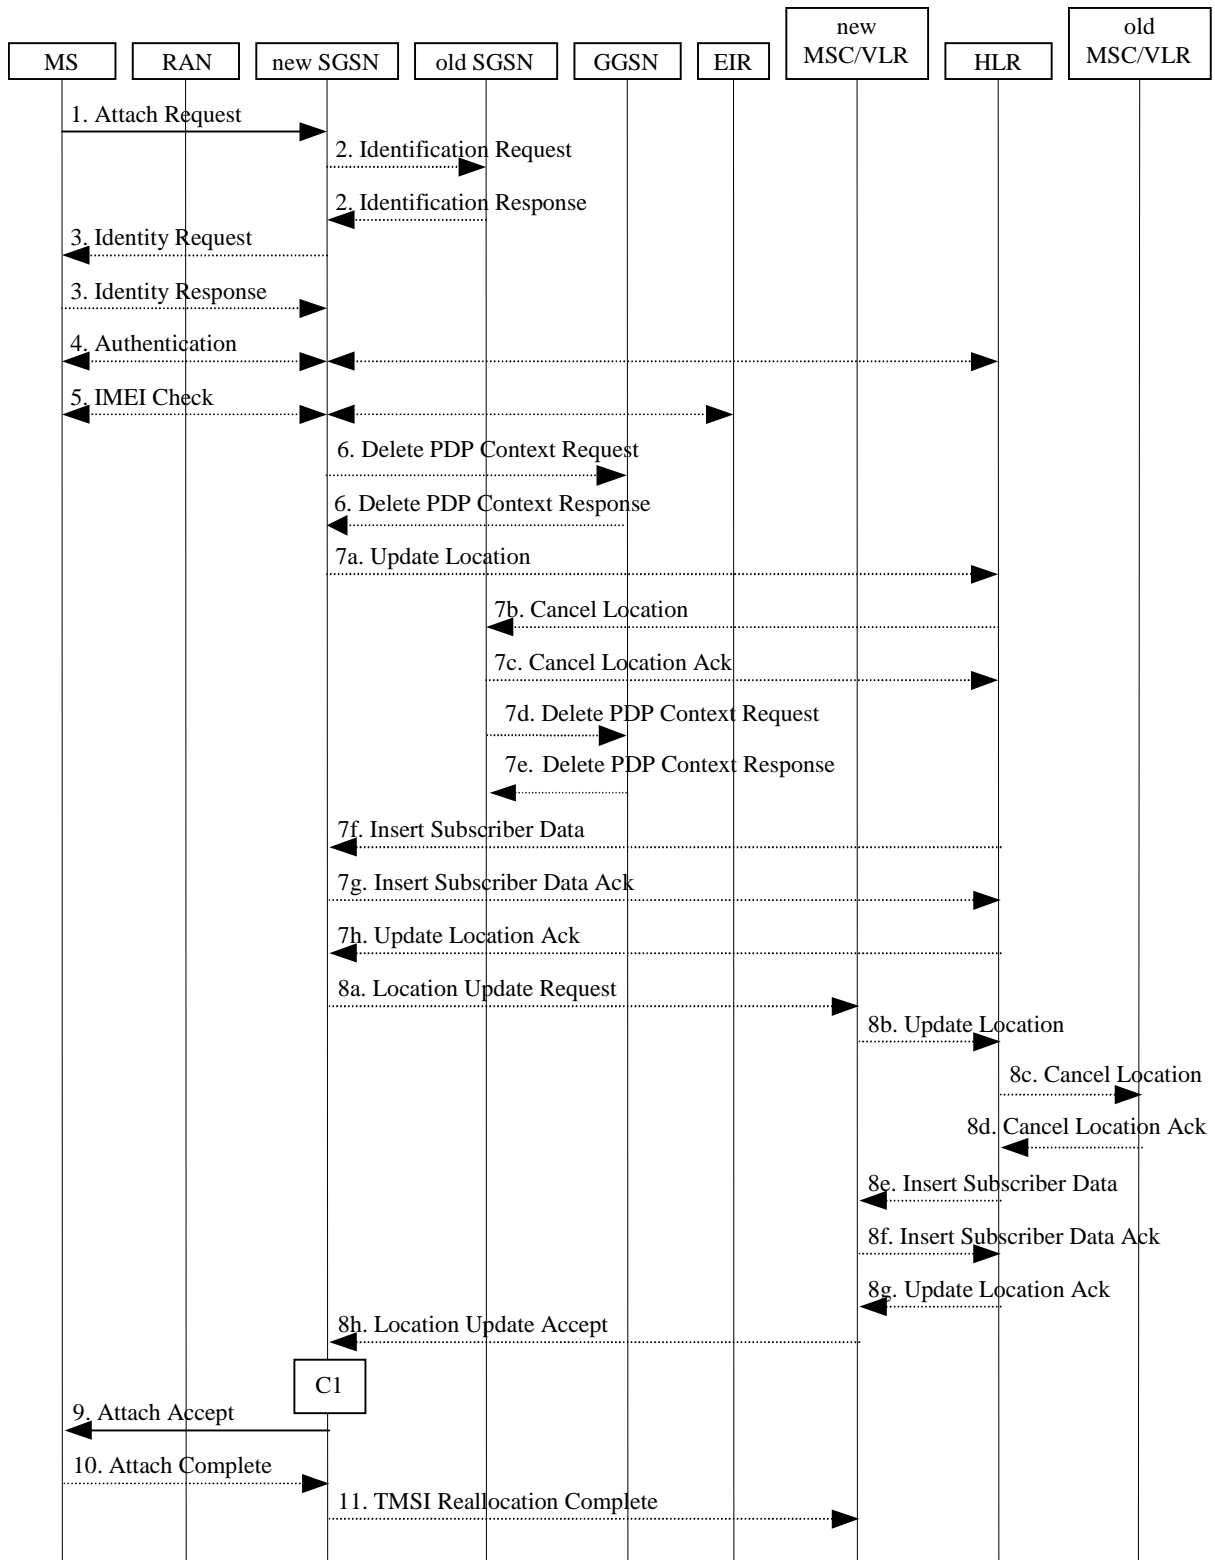 new
old
MS
RAN
new SGSN
old SGSN
GGSN
EIR
MSC/VLR
HLR
MSC/VLR
1. Attach Request
2. Identification Request
2. Identification Response
3. Identity Request
3. Identity Response
4. Authentication
5. IMEI Check
6. Delete PDP Context Request
6. Delete PDP Context Response
7a. Update Location
7b. Cancel Location
7c. Cancel Location Ack
7d. Delete PDP Context Request
7e. Delete PDP Context Response
7f. Insert Subscriber Data
7g. Insert Subscriber Data Ack
7h. Update Location Ack
8a. Location Update Request
8b. Update Location
8c. Cancel Location
8d. Cancel Location Ack
8e. Insert Subscriber Data
8f. Insert Subscriber Data Ack
8g. Update Location Ack
8h. Location Update Accept
C1
9. Attach Accept
10. Attach Complete
11. TMSI Reallocation Complete